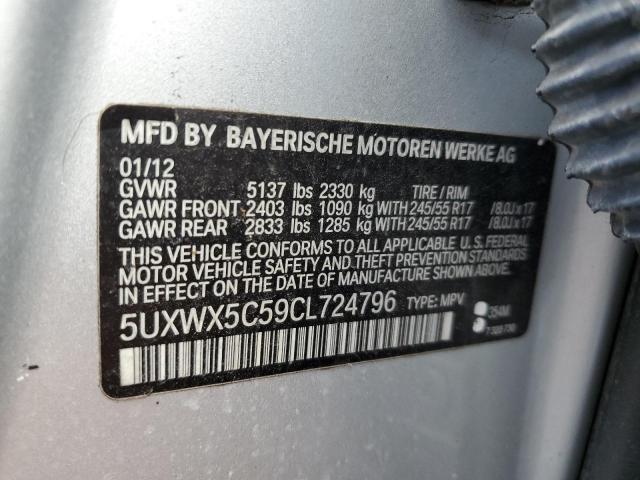 MFD BY BAYERISCHE MOTOREN WERKE AG
01/12
GVWR 5137 lbs 2330 kg TIRE / RIM
GAWR FRONT 2403 lbs 1090 kg WITH 245/55 R17 / 8.0J x 17
GAWR REAR 2833 lbs 1285 kg WITH 245/55 R17 / 8.0J x 17
THIS VEHICLE CONFORMS TO ALL APPLICABLE U.S. FEDERAL
MOTOR VEHICLE SAFETY AND THEFT PREVENTION STANDARDS
IN EFFECT ON THE DATE OF MANUFACTURE SHOWN ABOVE.
5UXWX5C59CL724796 TYPE: MPV
354M